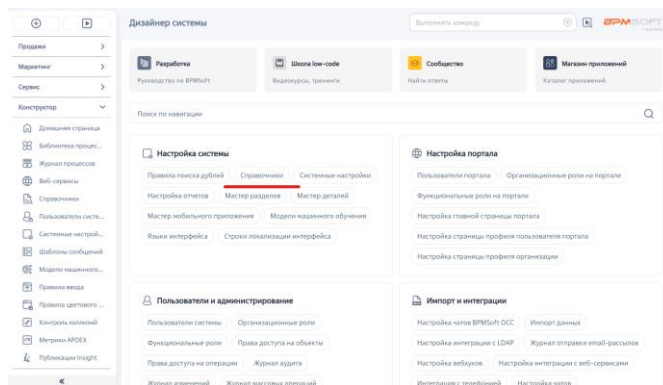 Дизайнер системы
Выполнить команду
BPMSOFT
Продажи
Маркетинг
Сервис
Конструктор
Домашняя страница
Библиотека процес...
Журнал процессов
Веб-сервисы
Справочники
Пользователи систе...
Системные настрой...
Шаблоны сообщений
Модели машинного...
Правила ввода
Правила цветового ...
Контроль коллизий
Метрики APDEX
Публикации Insight
Разработка
Руководство по BPMSoft
Школа low-code
Видеокурсы, тренинги
Сообщество
Найти ответы
Магазин приложений
Каталог приложений
Поиск по навигации
Настройка системы
Правила поиска дублей Справочники Системные настройки
Настройка отчетов Мастер разделов Мастер деталей
Мастер мобильного приложения Модели машинного обучения
Языки интерфейса Строки локализации интерфейса
Настройка портала
Пользователи портала Организационные роли на портале
Функциональные роли на портале
Настройка главной страницы портала
Настройка страницы профиля пользователя портала
Настройка страницы профиля организации
Пользователи и администрирование
Пользователи системы Организационные роли
Функциональные роли Права доступа на объекты
Права доступа на операции Журнал аудита
Журнал изменений Журнал массовых операций
Импорт и интеграции
Настройка чатов BPMSoft OCC Импорт данных
Настройка интеграции с LDAP Журнал отправки email-рассылок
Настройка вебхуков Настройка интеграции с веб-сервисами
Интеграция с телефонией Настройка чатов